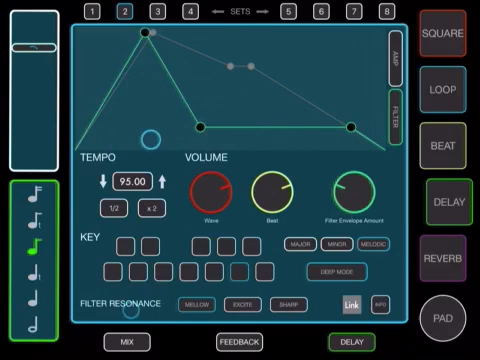 1 2 3 4 ← SETS → 5 6 7 8
SQUARE
LOOP
BEAT
DELAY
REVERB
PAD
AMP
FILTER
TEMPO VOLUME
95.00
1/2 x 2
Wave Beat Filter Envelope Amount
KEY
MAJOR MINOR MELODIC
DEEP MODE
FILTER RESONANCE MELLOW EXCITE SHARP Link INFO
MIX FEEDBACK DELAY